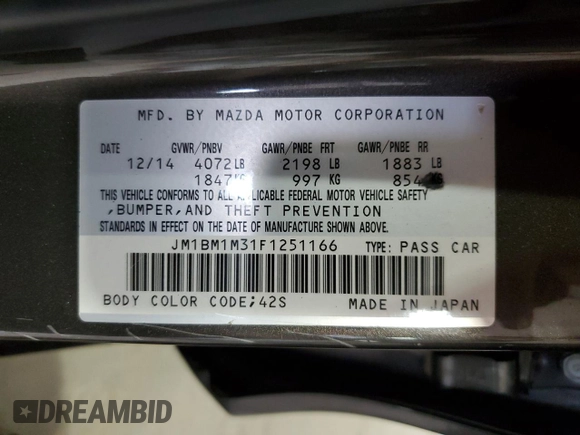 MFD. BY MAZDA MOTOR CORPORATION
DATE GVWR/PNBV GAWR/PNBE FRT GAWR/PNBE RR
12/14 4072LB 2198 LB 1883 LB
1847KG 997 KG 854
THIS VEHICLE CONFORMS TO ALL APPLICABLE FEDERAL MOTOR VEHICLE SAFETY
,BUMPER,AND THEFT PREVENTION
STANDARDS IN EFFECT ON THE DATE OF MANUFACTURE SHOWN ABOVE.
JM1BM1M31F1251166 TYPE: PASS CAR
BODY COLOR CODE;42S MADE IN JAPAN
DREAMBID